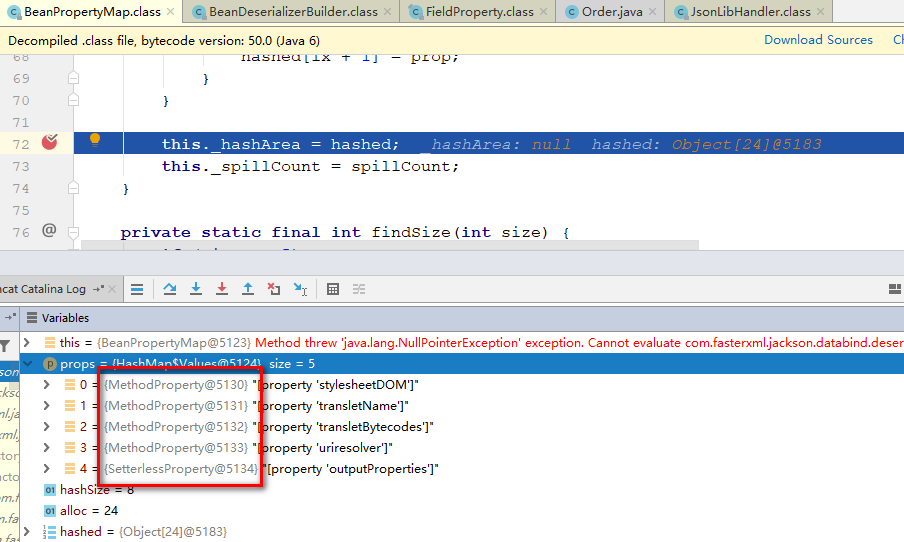 BeanPropertyMap.class × BeanDeserializerBuilder.class × FieldProperty.class × Order.java × JsonLibHandler.class ×
Decompiled .class file, bytecode version: 50.0 (Java 6) Download Sources
68 hashed[ix + 1] = prop;
69 }
70 }
71
72 this._hashArea = hashed; _hashArea: null hashed: Object[24]@5183
73 this._spillCount = spillCount;
74 }
75
76 @ private static final int findSize(int size) {
Catalina Log
Variables
this = {BeanPropertyMap@5123} Method threw 'java.lang.NullPointerException' exception. Cannot evaluate com.fasterxml.jackson.databind.deser
props = {HashMap$Values@5124} size = 5
0 = {MethodProperty@5130} "[property 'stylesheetDOM']"
1 = {MethodProperty@5131} "[property 'transletName']"
2 = {MethodProperty@5132} "[property 'transletBytecodes']"
3 = {MethodProperty@5133} "[property 'uriresolver']"
4 = {SetterlessProperty@5134} "[property 'outputProperties']"
01 hashSize = 8
01 alloc = 24
hashed = {Object[24]@5183}